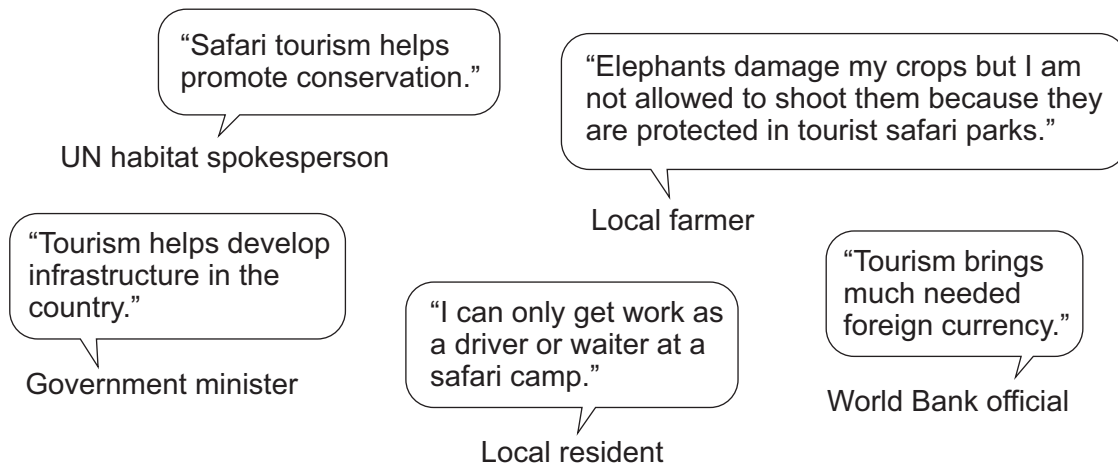 “Safari tourism helps
promote conservation.”
UN habitat spokesperson
“Elephants damage my crops but I am
not allowed to shoot them because they
are protected in tourist safari parks.”
Local farmer
“Tourism helps develop
infrastructure in the
country.”
Government minister
“I can only get work as
a driver or waiter at a
safari camp.”
Local resident
“Tourism brings
much needed
foreign currency.”
World Bank official